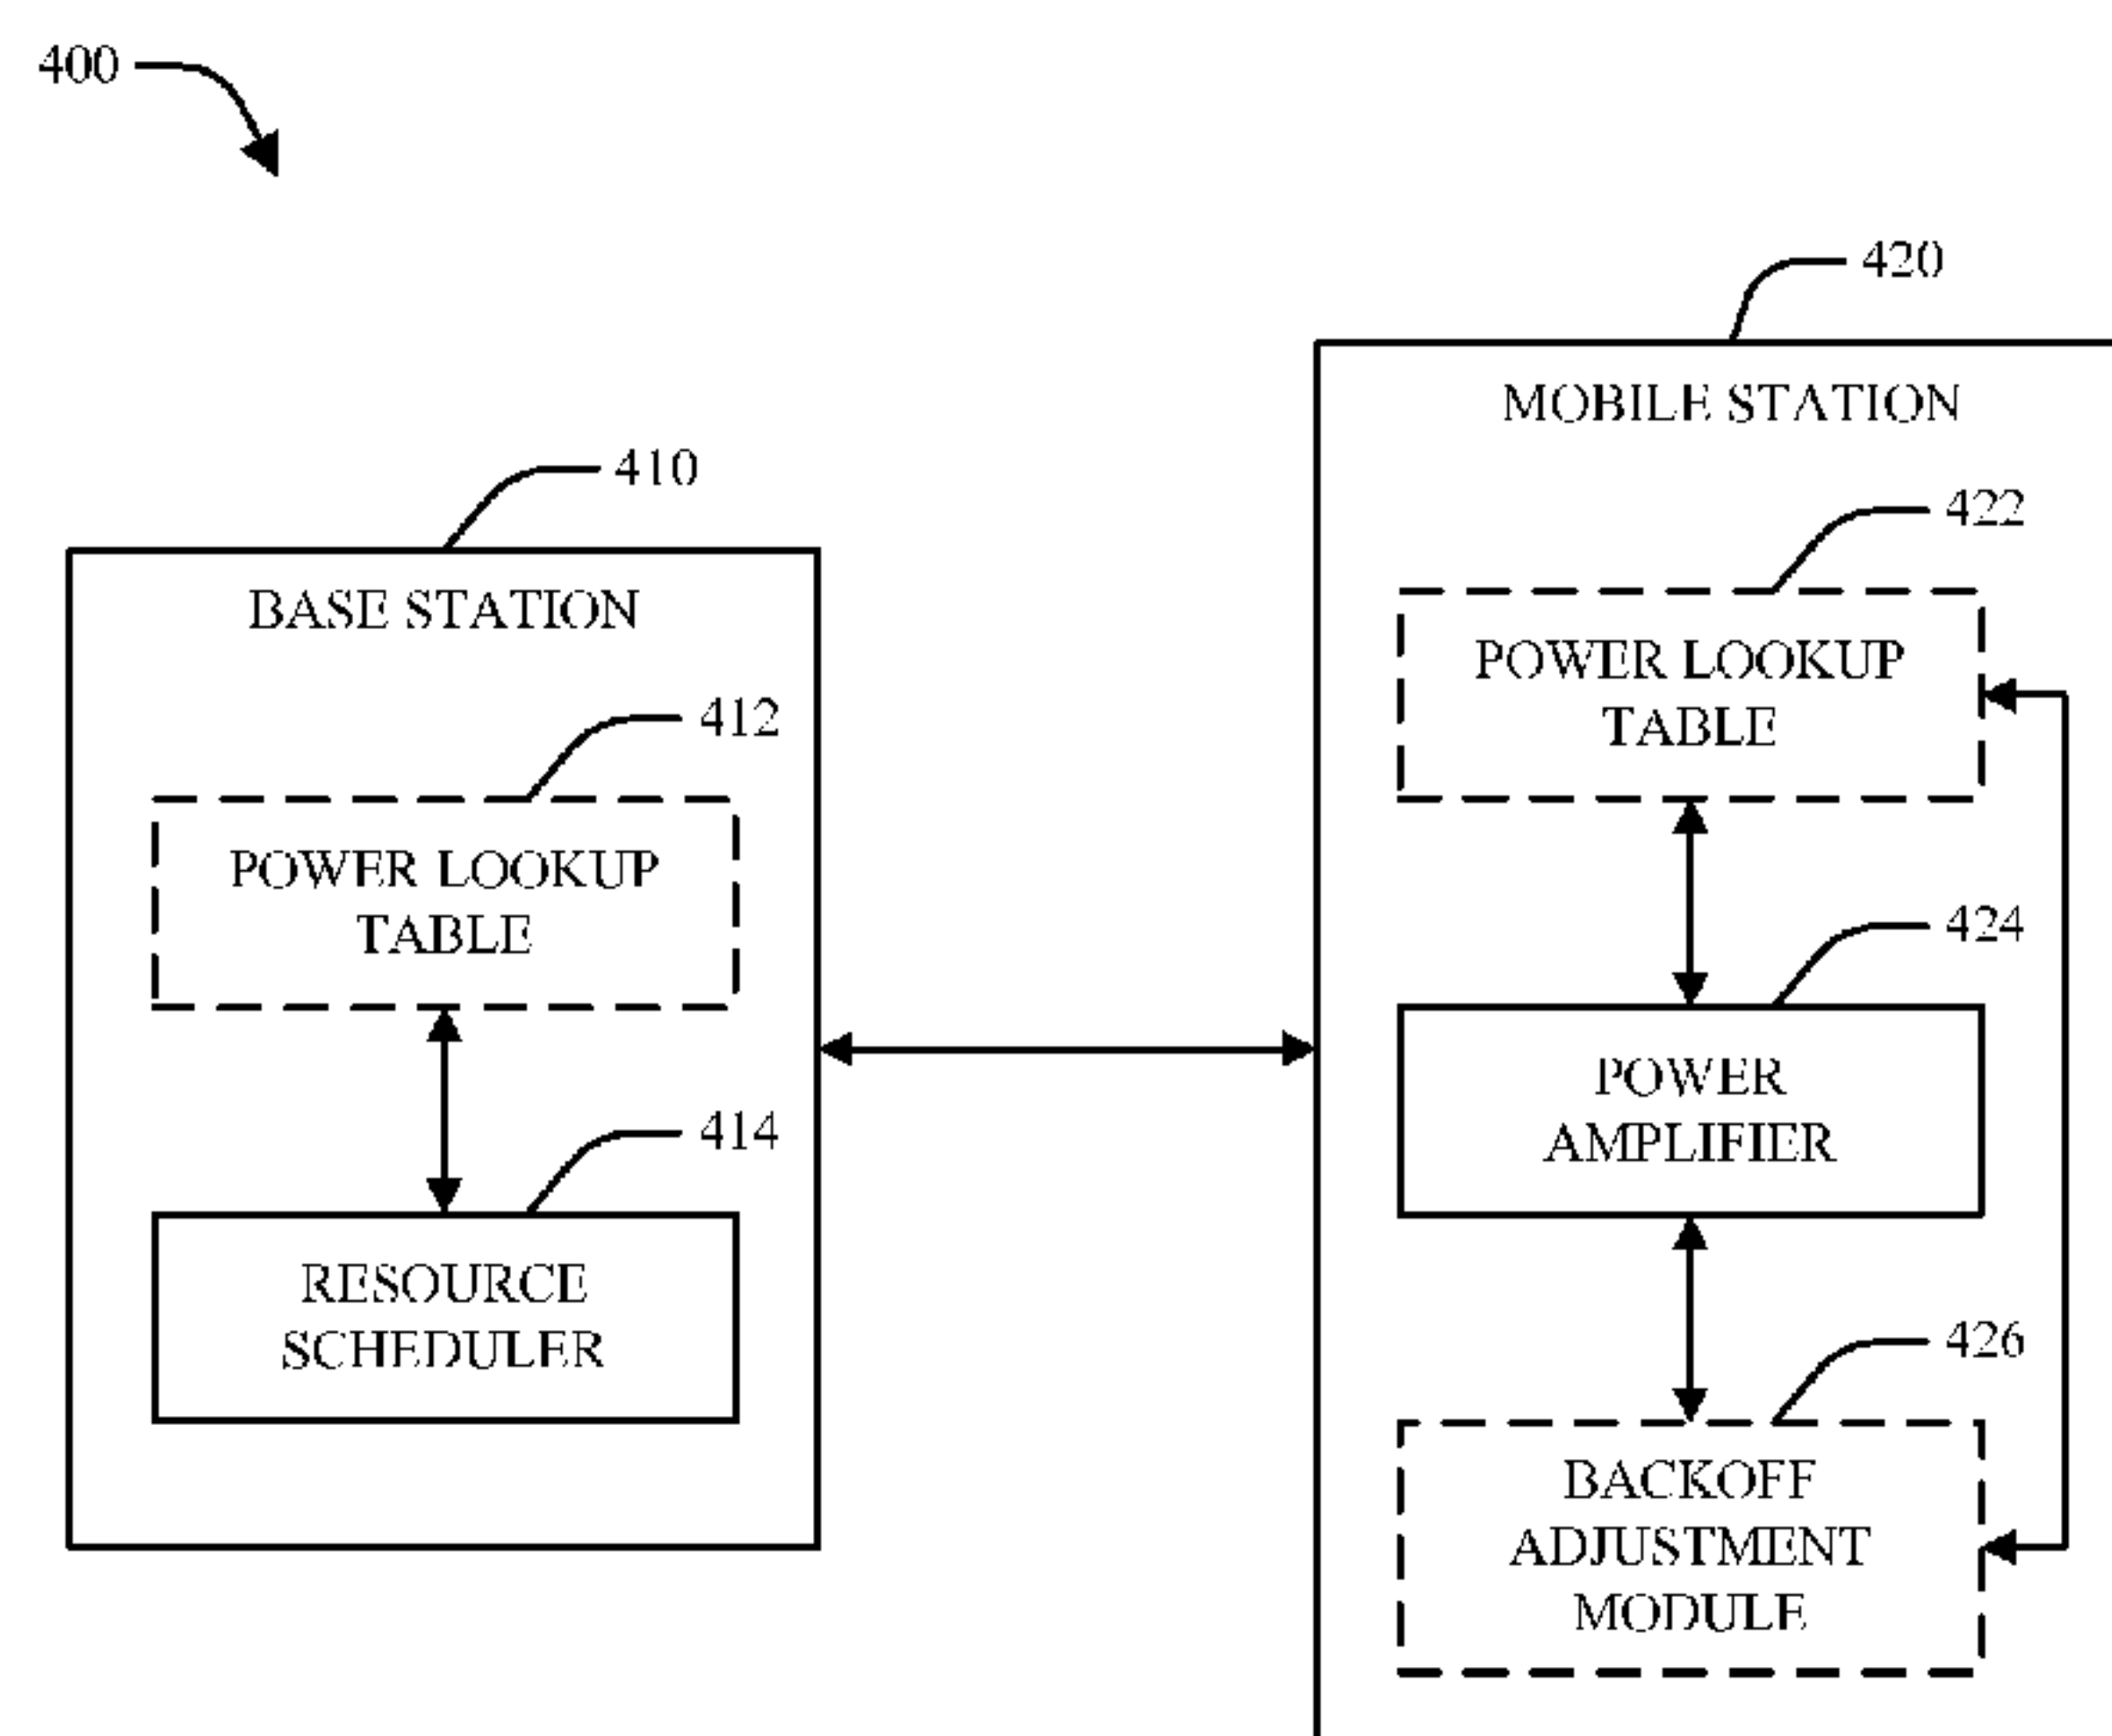 400
420
MOBILE STATION
410
422
BASE STATION
POWER LOOKUP
TABLE
412
POWER LOOKUP
TABLE
424
POWER
AMPLIFIER
414
RESOURCE
SCHEDULER
426
BACKOFF
ADJUSTMENT
MODULE